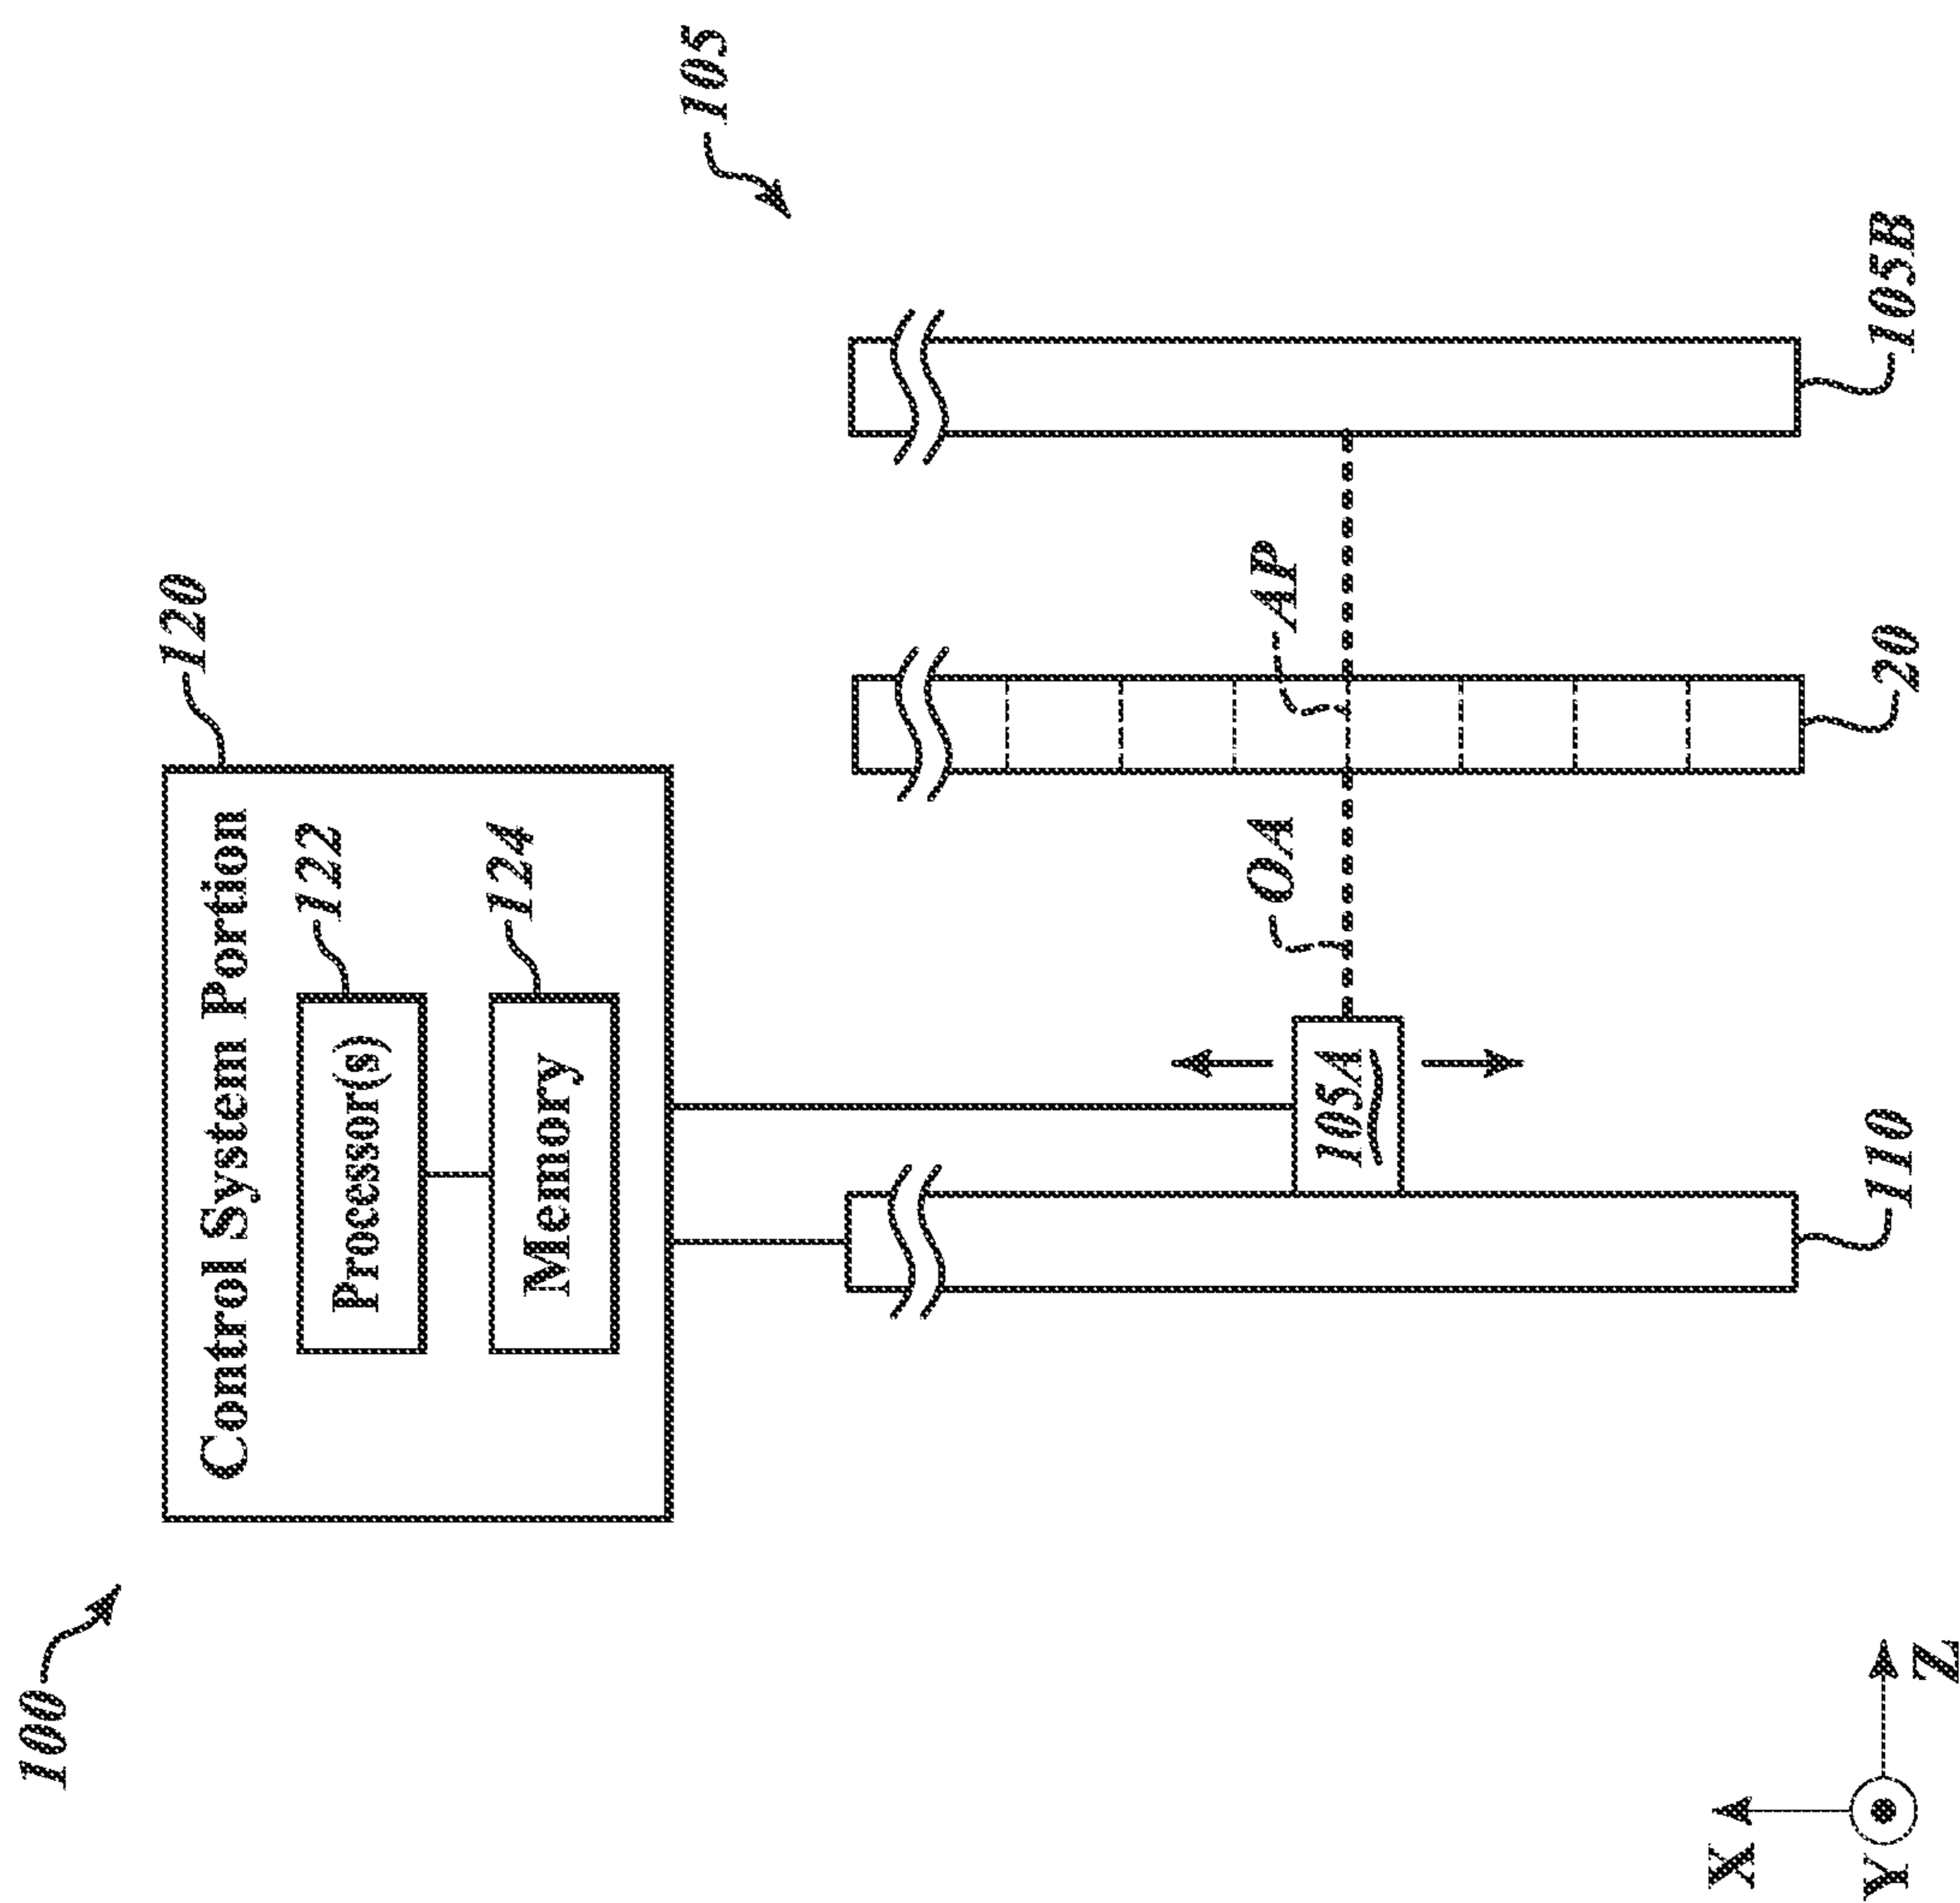 100
120
Control System Portion
Processor(s)
122
Memory
124
105
110
105A
OA
AP
20
105B
X
Y
Z